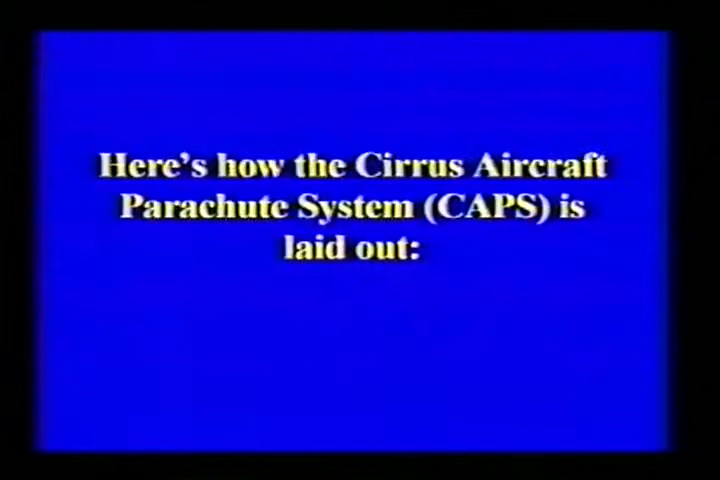 Here’s how the Cirrus Aircraft
Parachute System (CAPS) is
laid out: